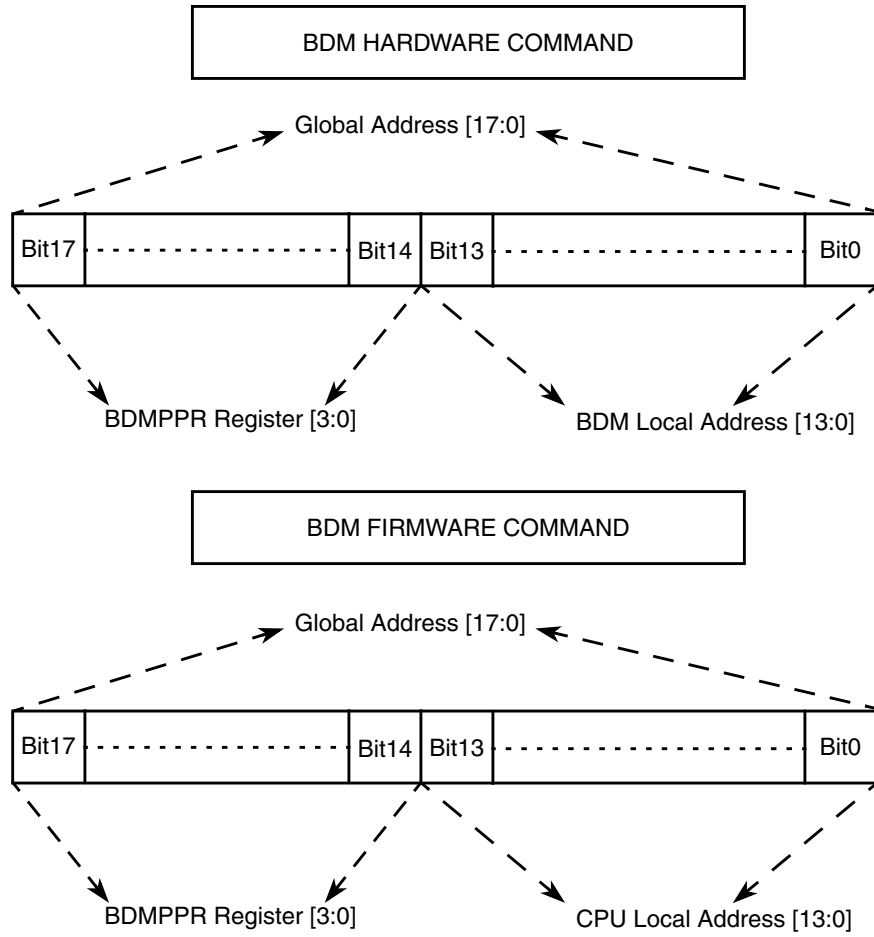 BDM HARDWARE COMMAND
Global Address [17:0]
Bit17 Bit14 Bit13 Bit0
BDMPPR Register [3:0] BDM Local Address [13:0]
BDM FIRMWARE COMMAND
Global Address [17:0]
Bit17 Bit14 Bit13 Bit0
BDMPPR Register [3:0] CPU Local Address [13:0]